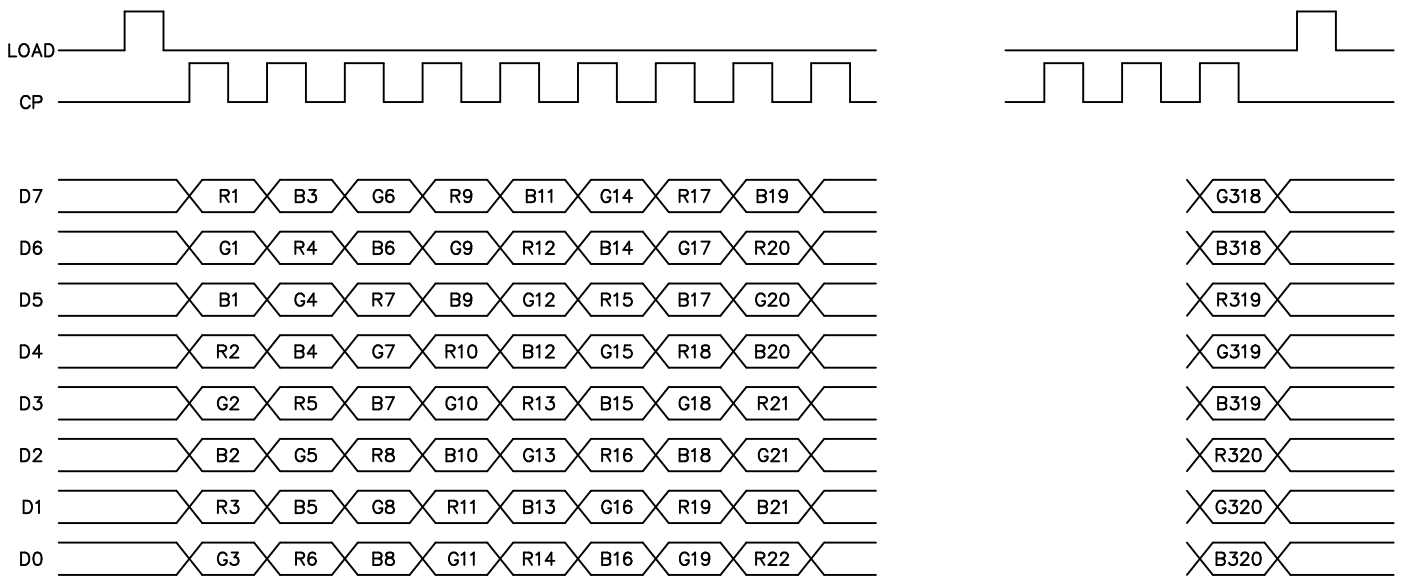 LOAD
CP
D7 R1 B3 G6 R9 B11 G14 R17 B19 G318
D6 G1 R4 B6 G9 R12 B14 G17 R20 B318
D5 B1 G4 R7 B9 G12 R15 B17 G20 R319
D4 R2 B4 G7 R10 B12 G15 R18 B20 G319
D3 G2 R5 B7 G10 R13 B15 G18 R21 B319
D2 B2 G5 R8 B10 G13 R16 B18 G21 R320
D1 R3 B5 G8 R11 B13 G16 R19 B21 G320
D0 G3 R6 B8 G11 R14 B16 G19 R22 B320